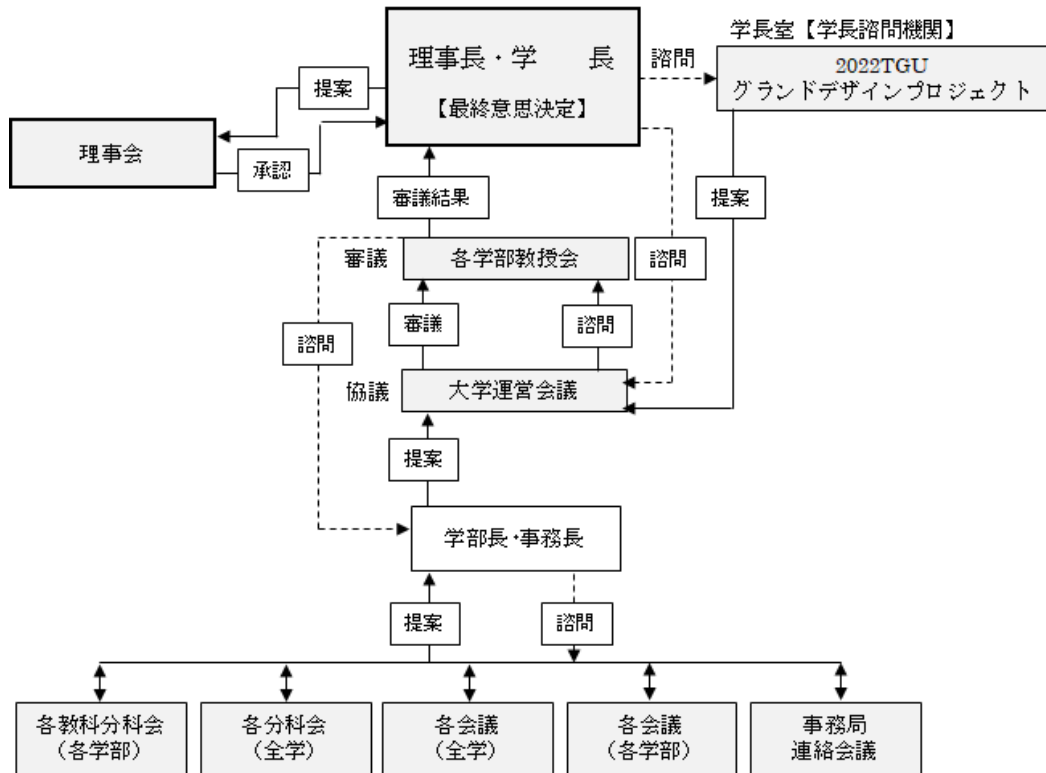 学長室【学長諮問機関】
理事長・学　　長
【最終意思決定】
諮問
2022TGU
グランドデザインプロジェクト
提案
理事会
承認
審議結果
提案
審議
各学部教授会
諮問
諮問
審議
諮問
協議
大学運営会議
提案
学部長・事務長
提案
諮問
各教科分科会
（各学部）
各分科会
（全学）
各会議
（全学）
各会議
（各学部）
事務局
連絡会議